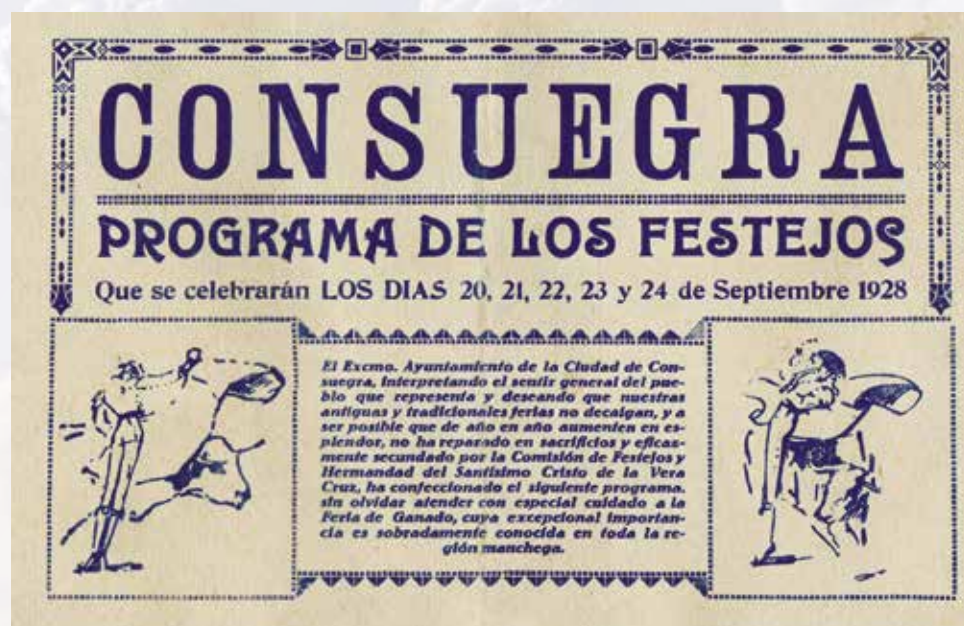 CONSUEGRA
PROGRAMA DE LOS FESTEJOS
Que se celebrarán LOS DIAS 20, 21, 22, 23 y 24 de Septiembre 1928
El Excmo. Ayuntamiento de la Ciudad de Con-
suegra, interpretando el sentir general del pue-
blo que representa y deseando que nuestras
antiguas y tradicionales ferias no decaigan, y a
ser posible que de año en año aumenten en es-
plendor, no ha reparado en sacrificios y eficaz-
mente secundado por la Comisión de Festejos y
Hermandad del Santísimo Cristo de la Vera
Cruz, ha confeccionado el siguiente programa.
sin olvidar atender con especial cuidado a la
Feria de Ganado, cuya excepcional importan-
cia es sobradamente conocida en toda la re-
gión manchega.